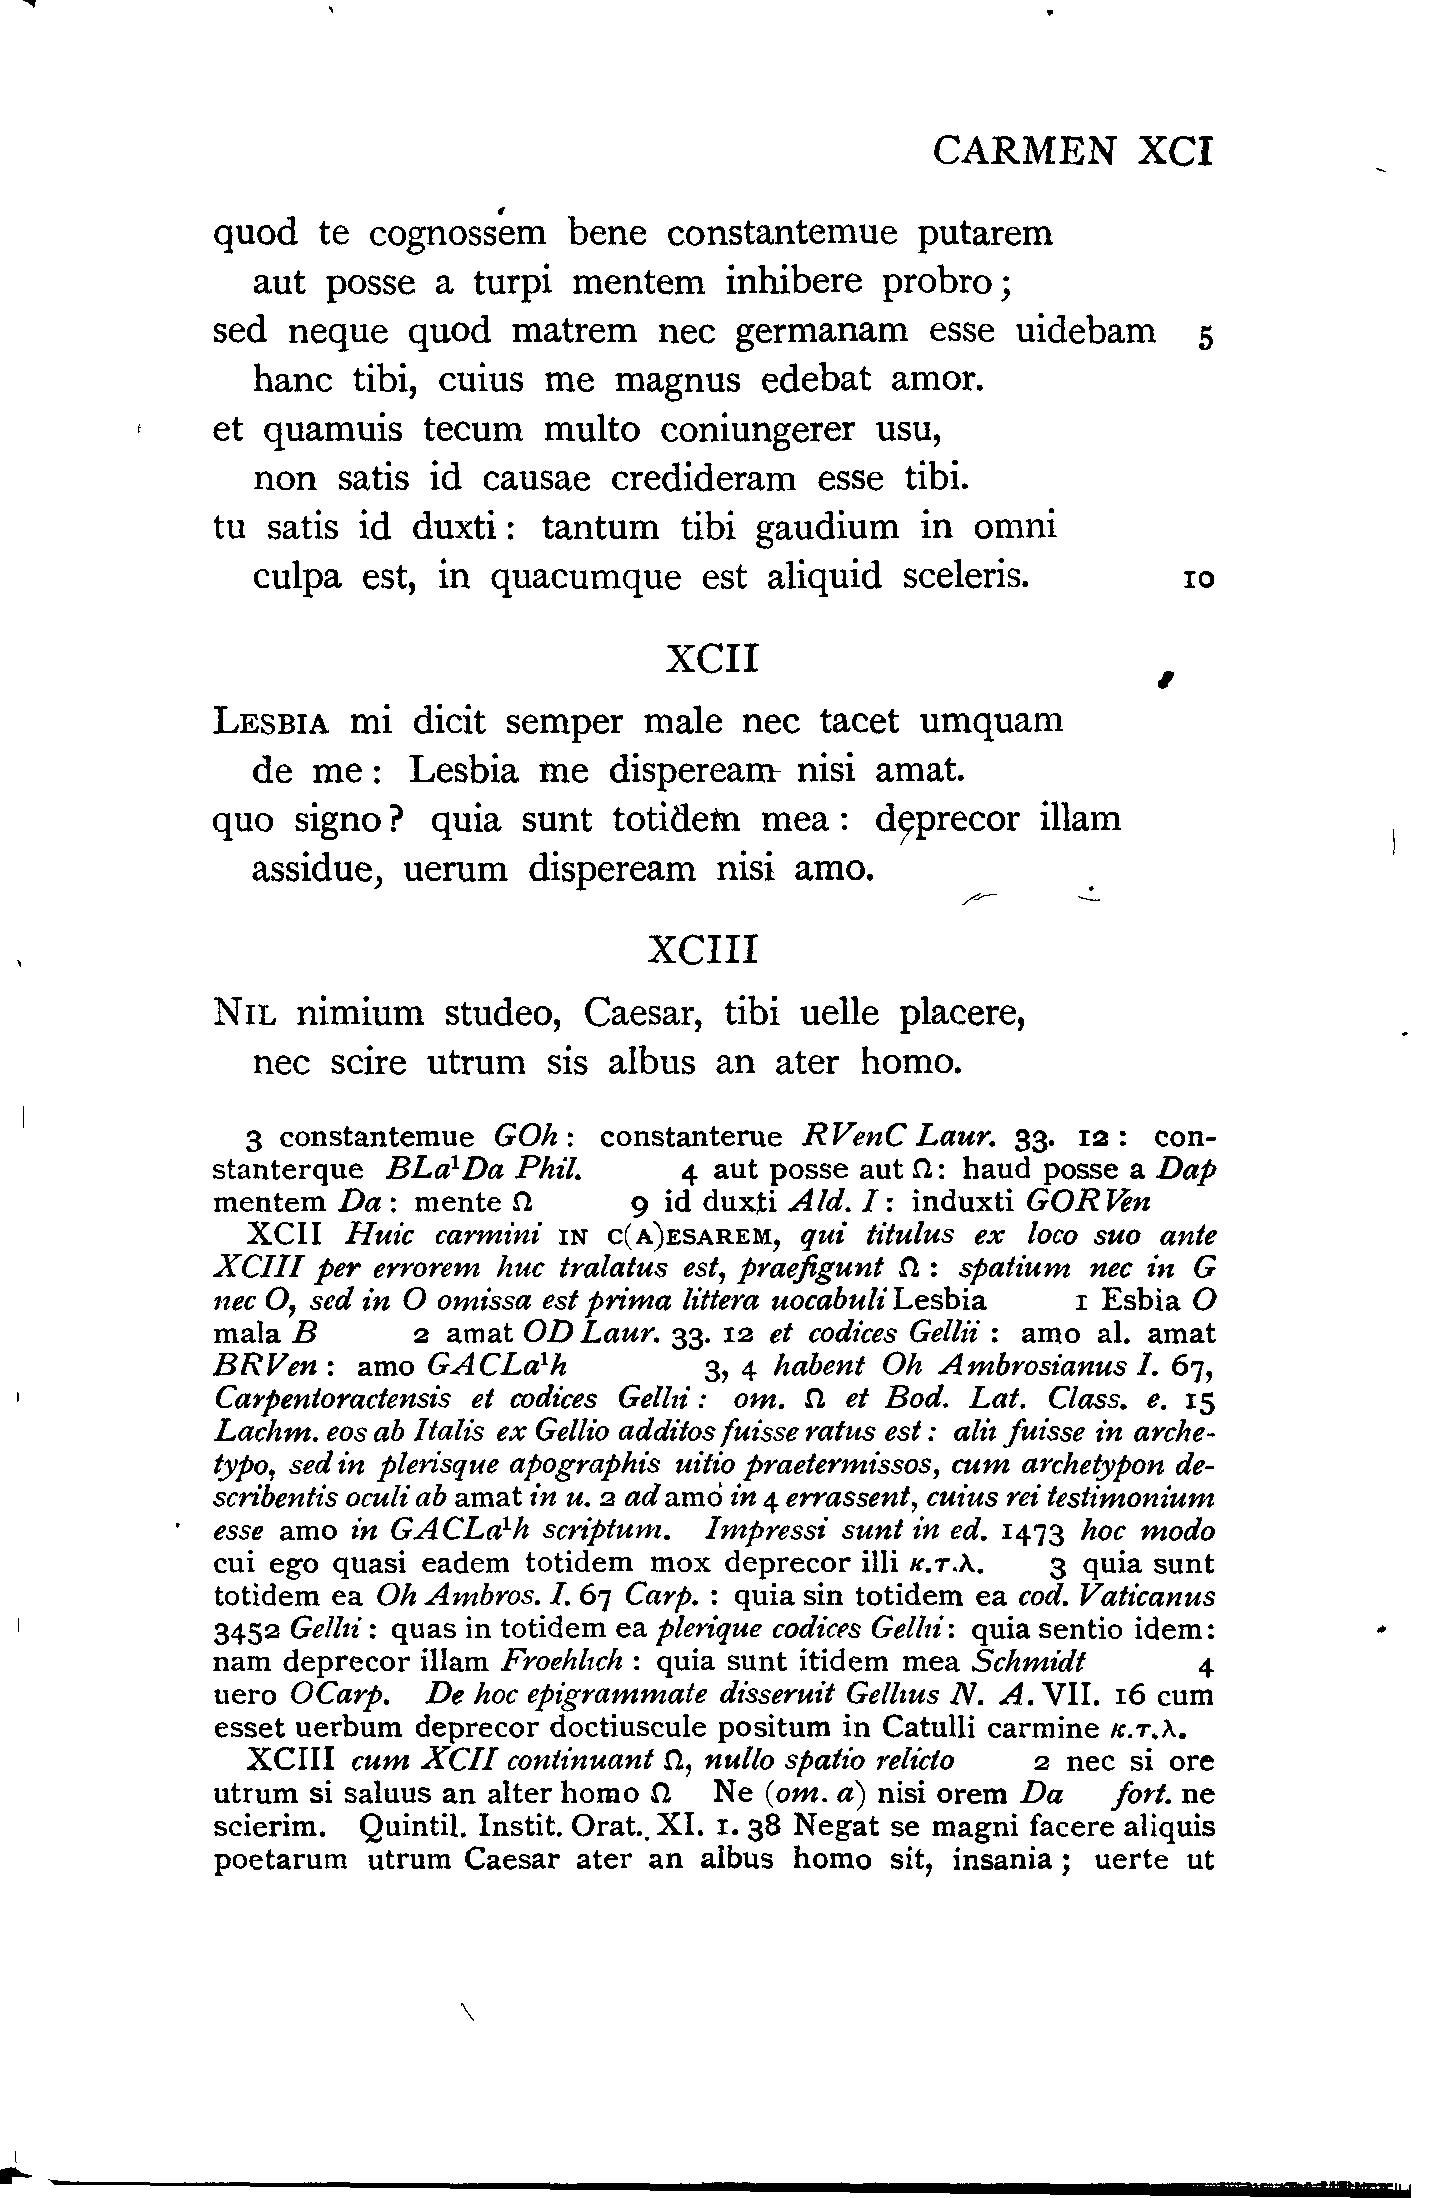 CARMEN XCI
quod te cognossem bene constantemue putarem
aut posse a turpi mentem inhibere probro;
sed neque quod matrem nec germanam esse uidebam 5
hanc tibi, cuius me magnus edebat amor.
et quamuis tecum multo coniungerer usu,
non satis id causae credideram esse tibi.
tu satis id duxti: tantum tibi gaudium in omni
culpa est, in quacumque est aliquid sceleris. 10
XCII
LESBIA mi dicit semper male nec tacet umquam
de me: Lesbia me dispeream nisi amat.
quo signo? quia sunt totidem mea: deprecor illam
assidue, uerum dispeream nisi amo.
XCIII
NIL nimium studeo, Caesar, tibi uelle placere,
nec scire utrum sis albus an ater homo.
3 constantemue GOh: constanterue RVenC Laur. 33. 12: con-
stanterque BLa¹Da Phil. 4 aut posse aut Ω: haud posse a Dap
mentem Da: mente Ω 9 id duxti Ald. I: induxti GORVen
XCII Huic carmini IN C(A)ESAREM, qui titulus ex loco suo ante
XCIII per errorem huc tralatus est, praefigunt Ω: spatium nec in G
nec O, sed in O omissa est prima littera uocabuli Lesbia 1 Esbia O
mala B 2 amat OD Laur. 33. 12 et codices Gellii: amo al. amat
BRVen: amo GACLa¹h 3, 4 habent Oh Ambrosianus I. 67,
Carpentoractensis et codices Gellii: om. Ω et Bod. Lat. Class. e. 15
Lachm. eos ab Italis ex Gellio additos fuisse ratus est: alii fuisse in arche-
typo, sed in plerisque apographis uitio praetermissos, cum archetypon de-
scribentis oculi ab amat in u. 2 ad amo in 4 errassent, cuius rei testimonium
esse amo in GACLa¹h scriptum. Impressi sunt in ed. 1473 hoc modo
cui ego quasi eadem totidem mox deprecor illi κ.τ.λ. 3 quia sunt
totidem ea Oh Ambros. I. 67 Carp.: quia sin totidem ea cod. Vaticanus
3452 Gellii: quas in totidem ea plerique codices Gellii: quia sentio idem:
nam deprecor illam Froehlich: quia sunt itidem mea Schmidt 4
uero OCarp. De hoc epigrammate disseruit Gellius N. A. VII. 16 cum
esset uerbum deprecor doctiuscule positum in Catulli carmine κ.τ.λ.
XCIII cum XCII continuant Ω, nullo spatio relicto 2 nec si ore
utrum si saluus an alter homo Ω Ne (om. a) nisi orem Da fort. ne
scierim. Quintil. Instit. Orat. XI. 1. 38 Negat se magni facere aliquis
poetarum utrum Caesar ater an albus homo sit, insania; uerte ut